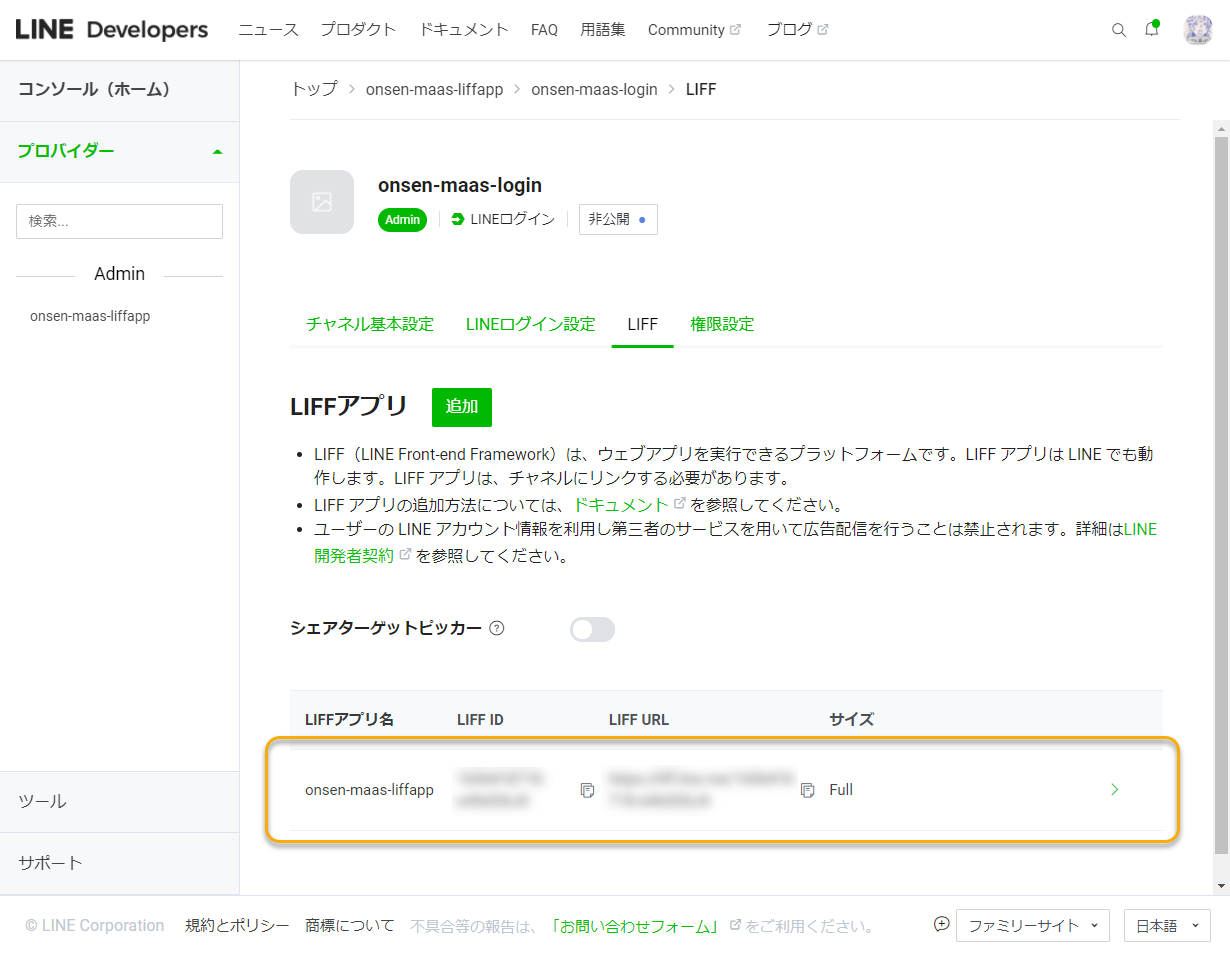 LINE Developers ニュース プロダクト ドキュメント FAQ 用語集 Community ブログ
コンソール（ホーム）
プロバイダー
検索...
Admin
onsen-maas-liffapp
ツール
サポート
トップ > onsen-maas-liffapp > onsen-maas-login > LIFF
onsen-maas-login
Admin LINEログイン 非公開
チャネル基本設定 LINEログイン設定 LIFF 権限設定
LIFFアプリ 追加
• LIFF（LINE Front-end Framework）は、ウェブアプリを実行できるプラットフォームです。LIFF アプリは LINE でも動
作します。LIFF アプリは、チャネルにリンクする必要があります。
• LIFF アプリの追加方法については、ドキュメント を参照してください。
• ユーザーの LINE アカウント情報を利用し第三者のサービスを用いて広告配信を行うことは禁止されます。詳細はLINE
開発者契約 を参照してください。
シェアターゲットピッカー
LIFFアプリ名 LIFF ID LIFF URL サイズ
onsen-maas-liffapp Full
© LINE Corporation 規約とポリシー 商標について 不具合等の報告は、「お問い合わせフォーム」 をご利用ください。 ファミリーサイト 日本語